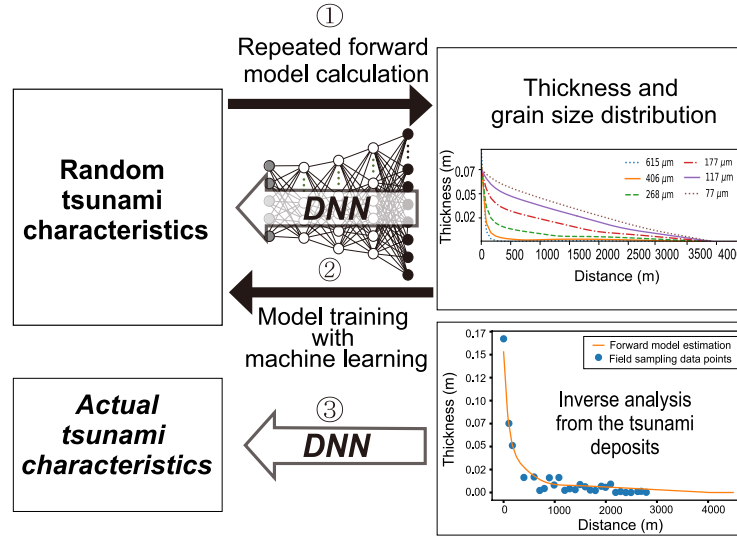 ①
Repeated forward
model calculation
Random
tsunami
characteristics
DNN
②
Model training
with
machine learning
Thickness and
grain size distribution
Thickness (m)
0.07
0.05
0.02
615 µm
406 µm
268 µm
177 µm
117 µm
77 µm
0 500 1000 1500 2000 2500 3000 3500 4000
Distance (m)
Actual
tsunami
characteristics
③
DNN
Thickness (m)
0.17
0.15
0.12
0.10
0.07
0.05
0.02
0.00
Forward model estimation
Field sampling data points
Inverse analysis
from the tsunami
deposits
0 1000 2000 3000 4000
Distance (m)